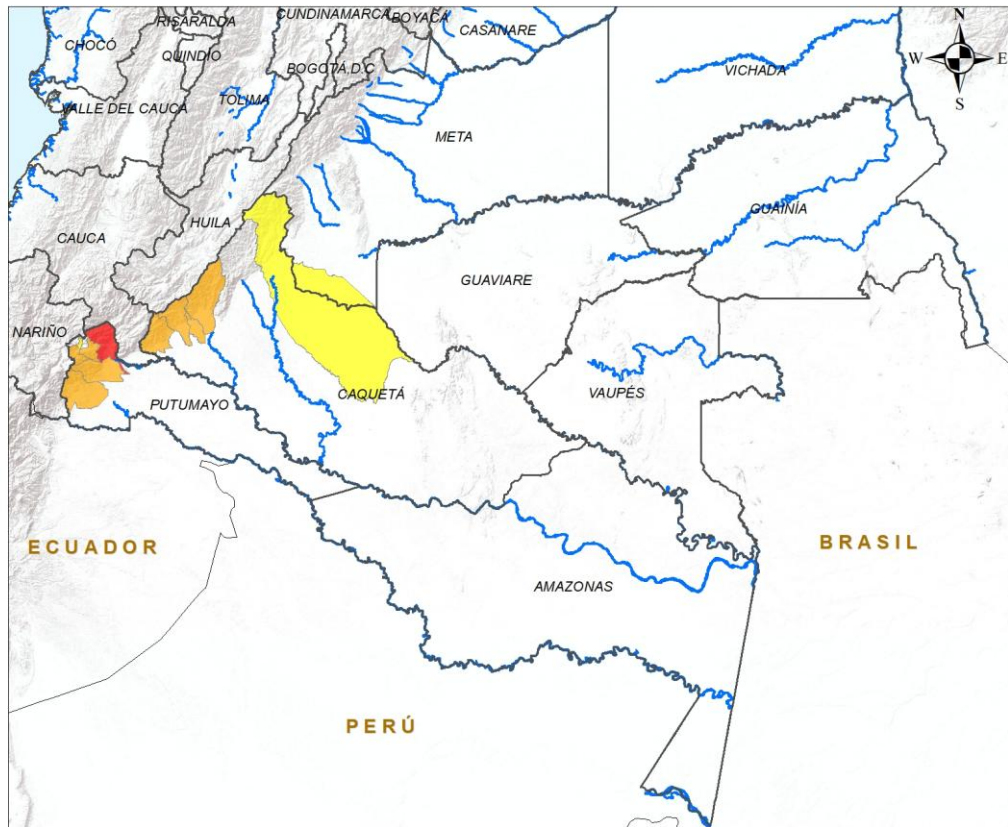 CUNDINAMARCA
BOYACÁ
RISARALDA
CASANARE
CHOCÓ
QUINDIO
BOGOTÁ D.C
N
W E
S
VICHADA
TOLIMA
VALLE DEL CAUCA
META
GUAINÍA
HUILA
CAUCA
GUAVIARE
NARIÑO
CAQUETÁ
VAUPÉS
PUTUMAYO
ECUADOR
BRASIL
AMAZONAS
PERÚ